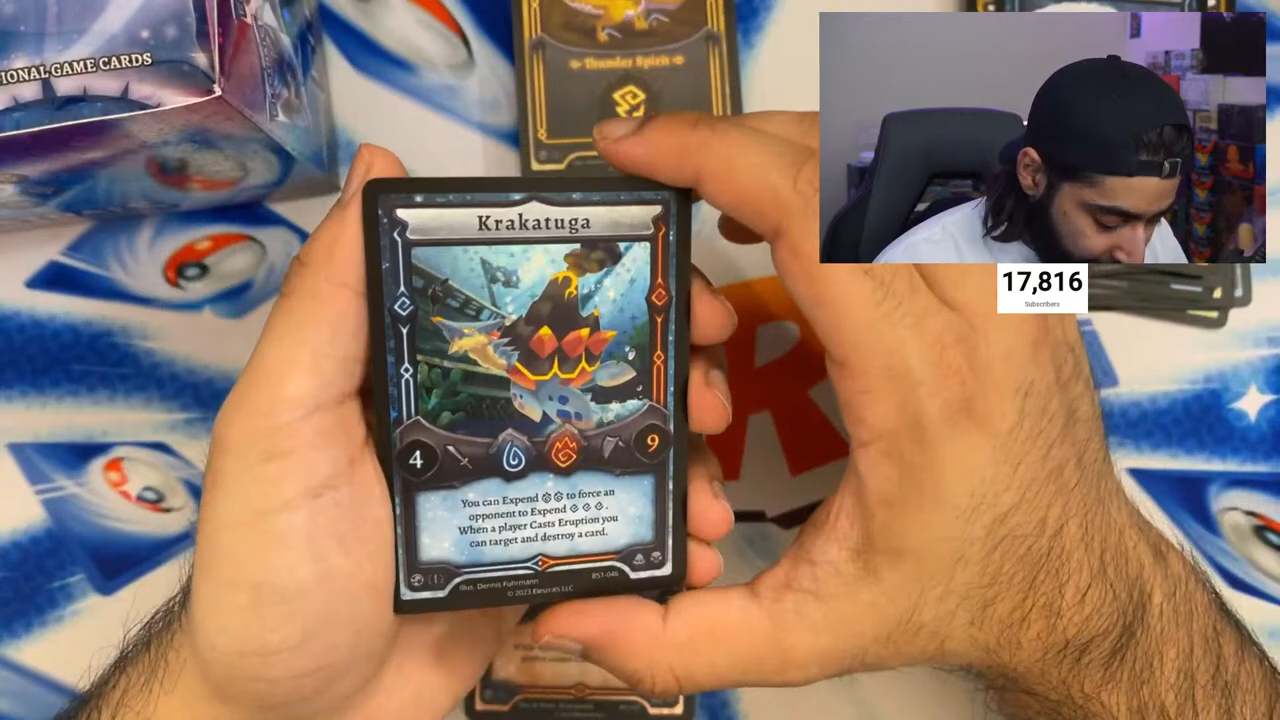 IONAL GAME CARDS
Thunder Spirit
17,816
Subscribers
Krakatuga
4
9
You can Expend to force an
opponent to Expend .
When a player Casts Eruption you
can target and destroy a card.
(1)
Illus. Dennis Fuhrmann
BS1-046
© 2023 Elestrals LLC